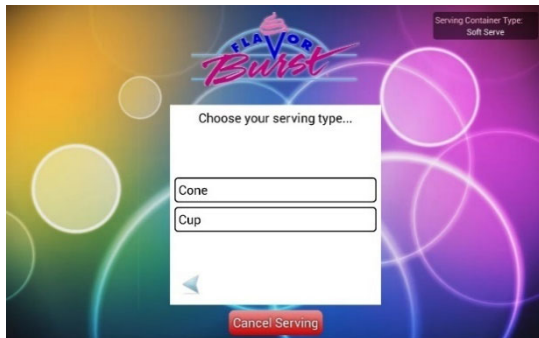 Serving Container Type:
Soft Serve
FLAVOR
Burst
Choose your serving type...
Cone
Cup
Cancel Serving